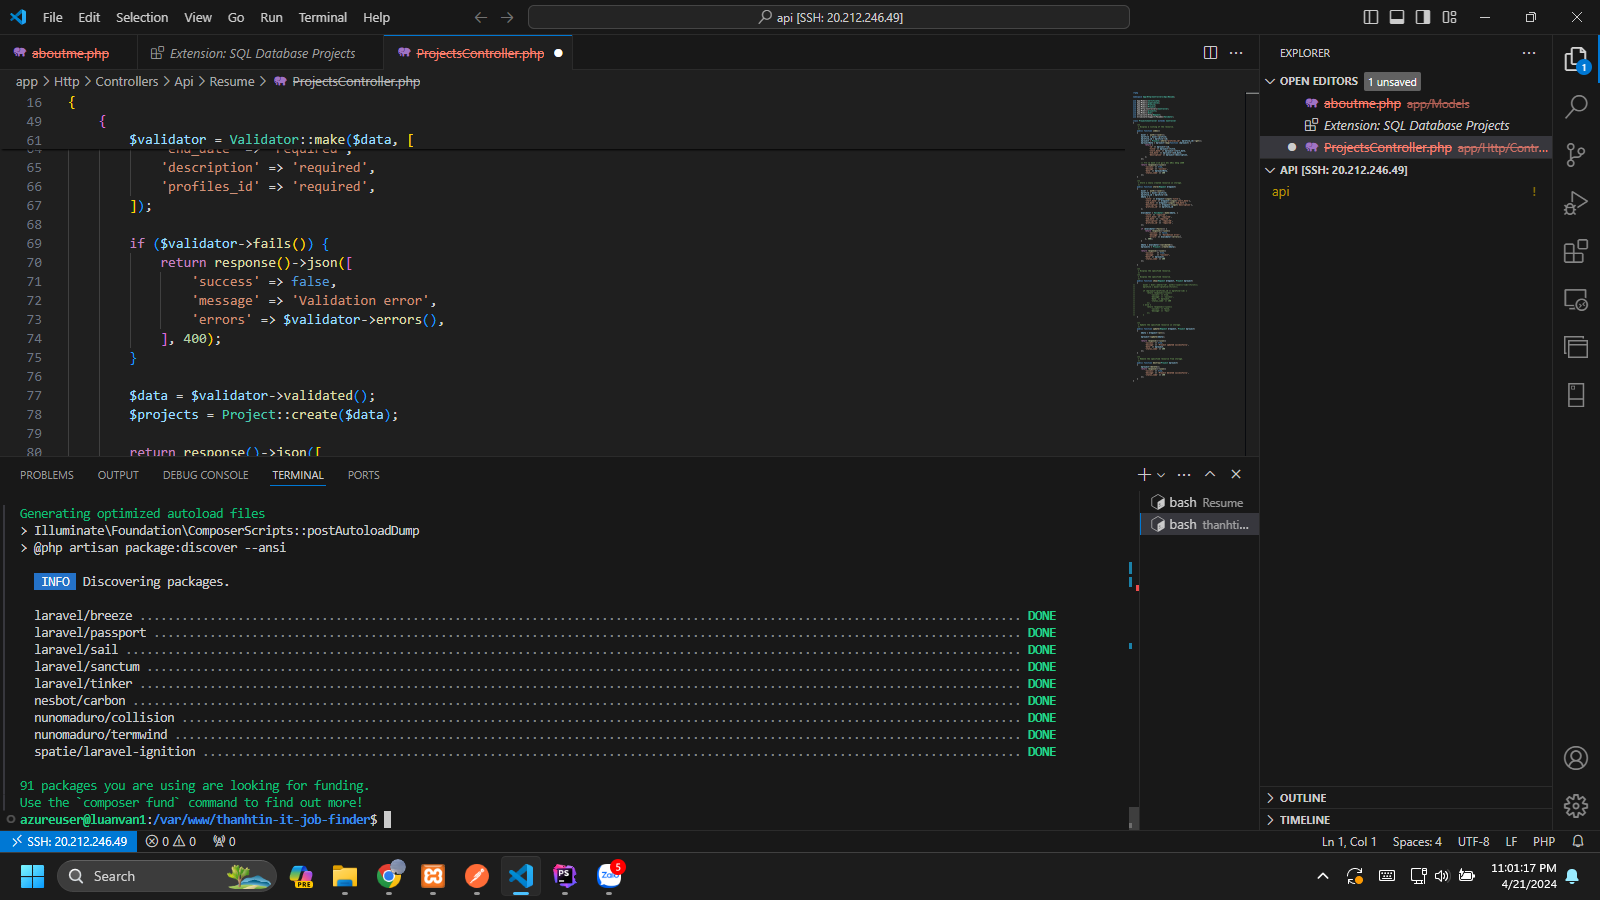 File Edit Selection View Go Run Terminal Help
api [SSH: 20.212.246.49]
aboutme.php
Extension: SQL Database Projects
ProjectsController.php
app > Http > Controllers > Api > Resume > ProjectsController.php
16 {
49 {
61 $validator = Validator::make($data, [
65 'description' => 'required',
66 'profiles_id' => 'required',
67 ]);
68
69 if ($validator->fails()) {
70 return response()->json([
71 'success' => false,
72 'message' => 'Validation error',
73 'errors' => $validator->errors(),
74 ], 400);
75 }
76
77 $data = $validator->validated();
78 $projects = Project::create($data);
79
80 return response()->json([
EXPLORER
OPEN EDITORS 1 unsaved
aboutme.php app/Models
Extension: SQL Database Projects
ProjectsController.php app/Http/Contr...
API [SSH: 20.212.246.49]
api !
OUTLINE
TIMELINE
1
PROBLEMS OUTPUT DEBUG CONSOLE TERMINAL PORTS
bash Resume
bash thanhti...
Generating optimized autoload files
> Illuminate\Foundation\ComposerScripts::postAutoloadDump
> @php artisan package:discover --ansi
INFO Discovering packages.
laravel/breeze ........ DONE
laravel/passport ........ DONE
laravel/sail ........ DONE
laravel/sanctum ........ DONE
laravel/tinker ........ DONE
nesbot/carbon ........ DONE
nunomaduro/collision ........ DONE
nunomaduro/termwind ........ DONE
spatie/laravel-ignition ........ DONE
91 packages you are using are looking for funding.
Use the `composer fund` command to find out more!
azureuser@luanvan1:/var/www/thanhtin-it-job-finder$
SSH: 20.212.246.49 0 0 0
Ln 1, Col 1 Spaces: 4 UTF-8 LF PHP
Search
PRE
PS
Zalo
5
11:01:17 PM
4/21/2024